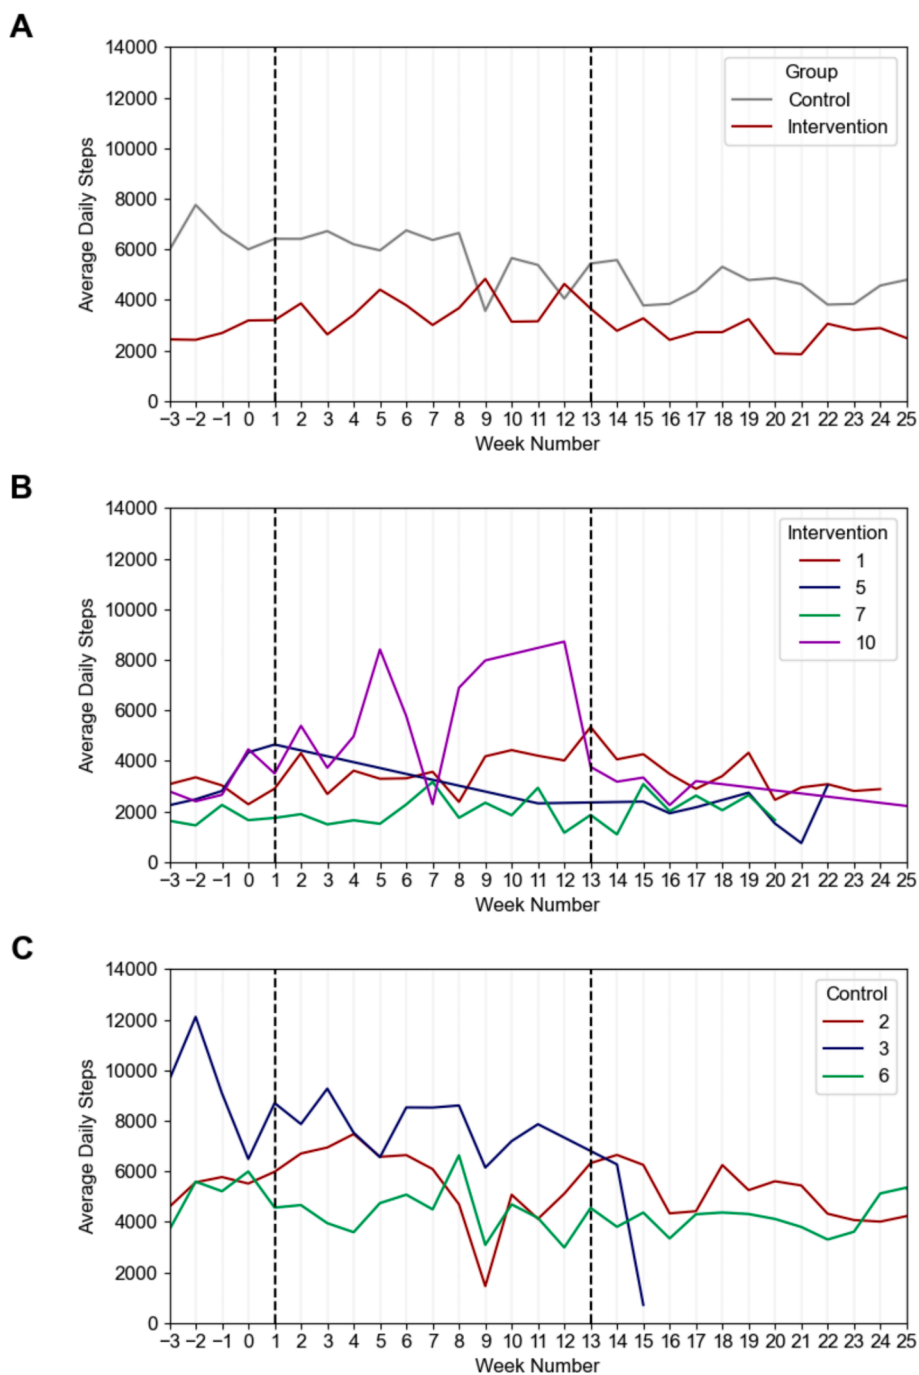 A
14000
12000
10000
8000
6000
4000
2000
0
Average Daily Steps
Group
Control
Intervention
−3 −2 −1 0 1 2 3 4 5 6 7 8 9 10 11 12 13 14 15 16 17 18 19 20 21 22 23 24 25
Week Number
B
14000
12000
10000
8000
6000
4000
2000
0
Average Daily Steps
Intervention
1
5
7
10
−3 −2 −1 0 1 2 3 4 5 6 7 8 9 10 11 12 13 14 15 16 17 18 19 20 21 22 23 24 25
Week Number
C
14000
12000
10000
8000
6000
4000
2000
0
Average Daily Steps
Control
2
3
6
−3 −2 −1 0 1 2 3 4 5 6 7 8 9 10 11 12 13 14 15 16 17 18 19 20 21 22 23 24 25
Week Number